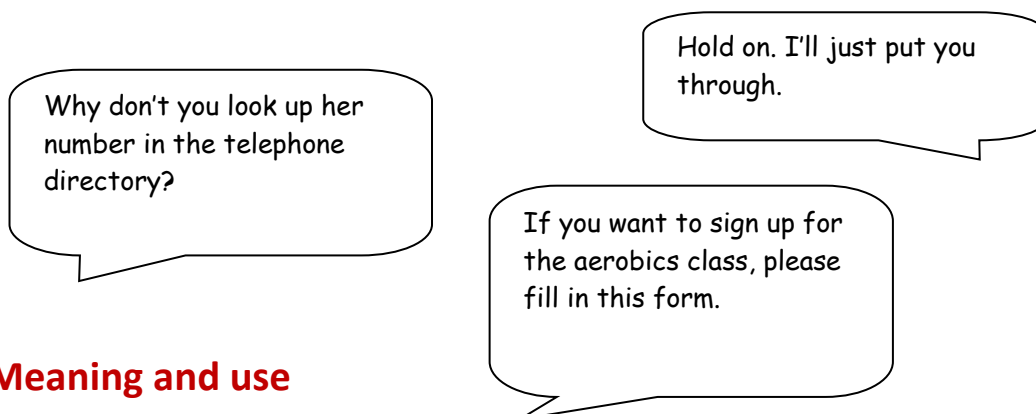 Hold on. I'll just put you
through.
Why don't you look up her
number in the telephone
directory?
If you want to sign up for
the aerobics class, please
fill in this form.
Meaning and use